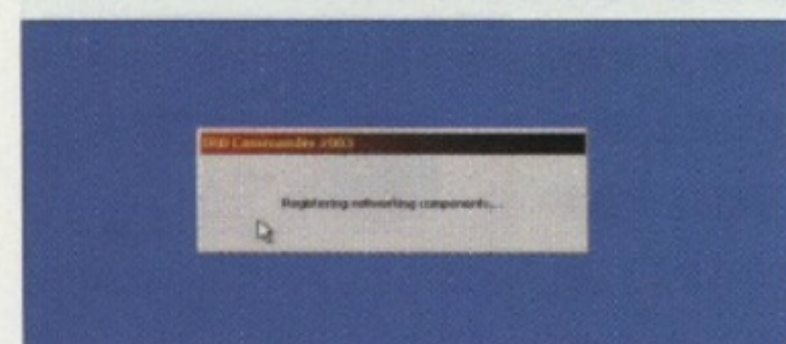 ERD Commander 2003
Registering networking components...